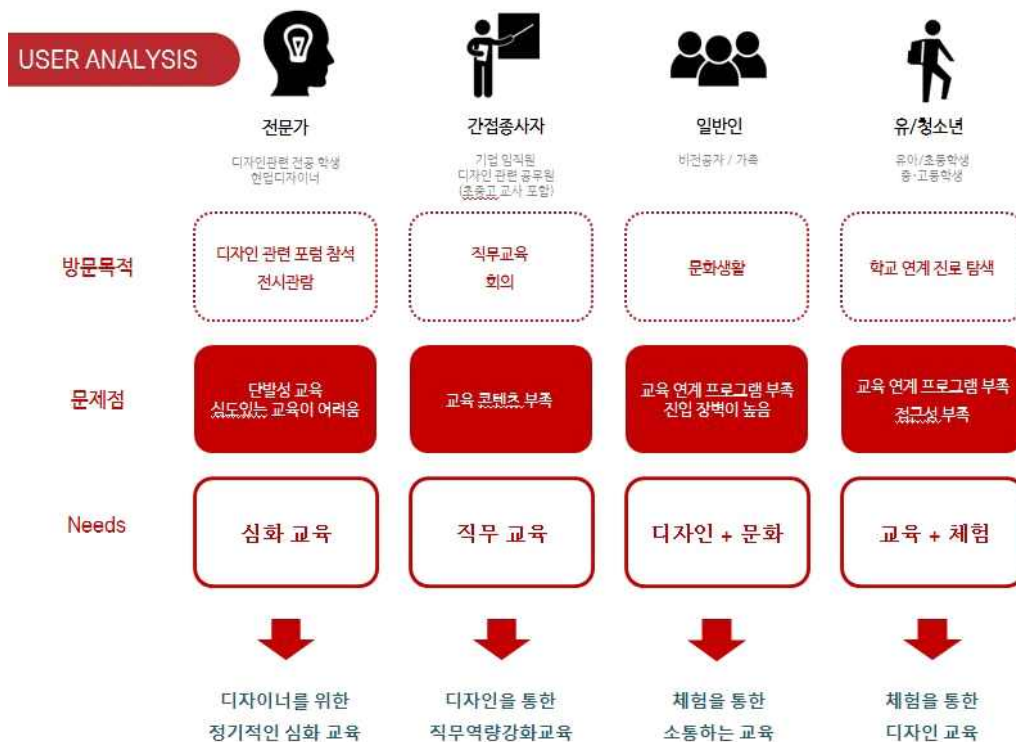 USER ANALYSIS
전문가
디자인관련 전공 학생
현업디자이너
간접종사자
기업 임직원
디자인 관련 공무원
(초중고 교사 포함)
일반인
비전공자 / 가족
유/청소년
유아/초등학생
중·고등학생
방문목적
디자인 관련 포럼 참석
전시관람
직무교육
회의
문화생활
학교 연계 진로 탐색
문제점
단발성 교육
심도있는 교육이 어려움
교육 콘텐츠 부족
교육 연계 프로그램 부족
진입 장벽이 높음
교육 연계 프로그램 부족
접근성 부족
Needs
심화 교육
직무 교육
디자인 + 문화
교육 + 체험
디자이너를 위한
정기적인 심화 교육
디자인을 통한
직무역량강화교육
체험을 통한
소통하는 교육
체험을 통한
디자인 교육